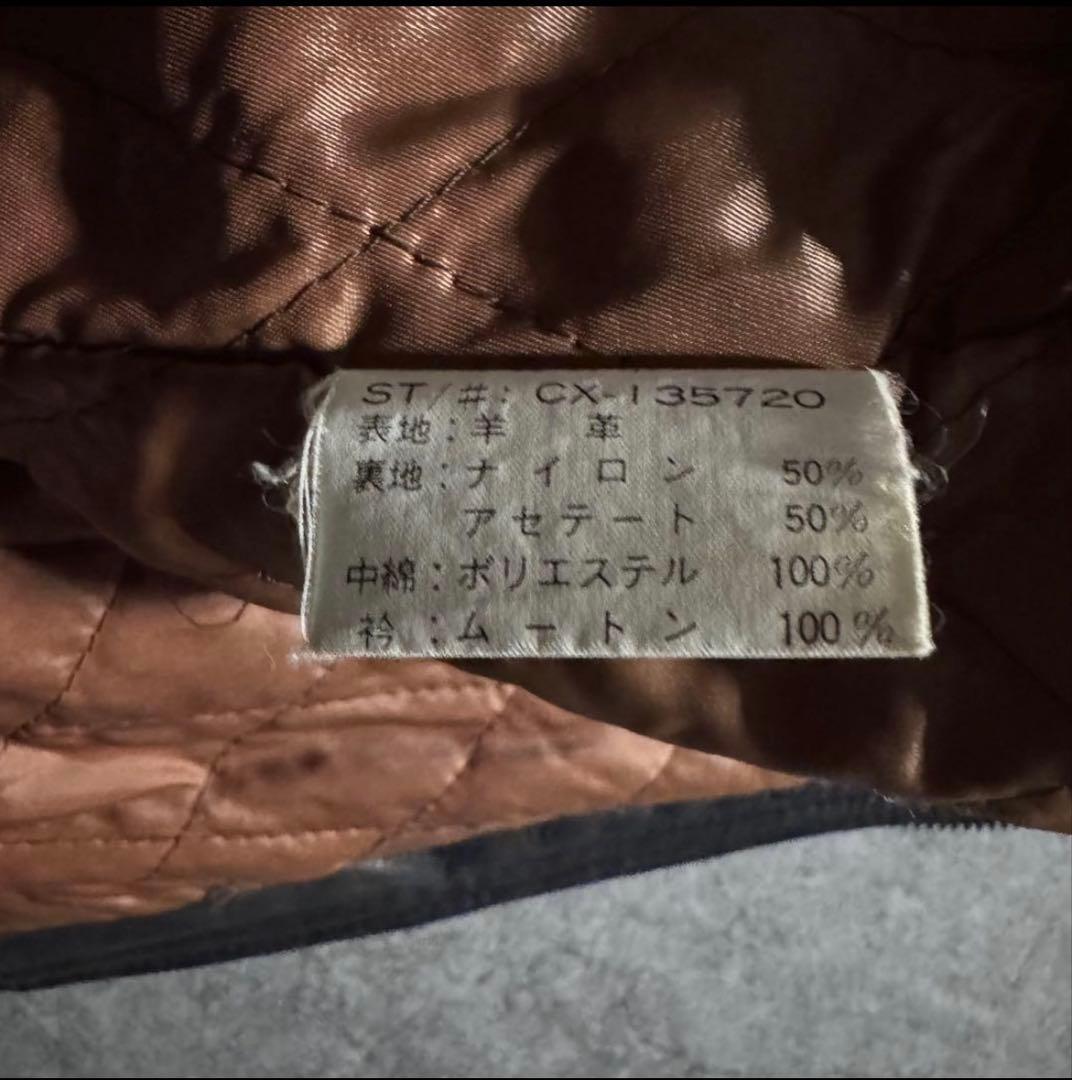 ST/#: CX-135720
表地:羊 革
裏地:ナイロン 50%
アセテート 50%
中綿:ポリエステル 100%
衿:ムートン 100%